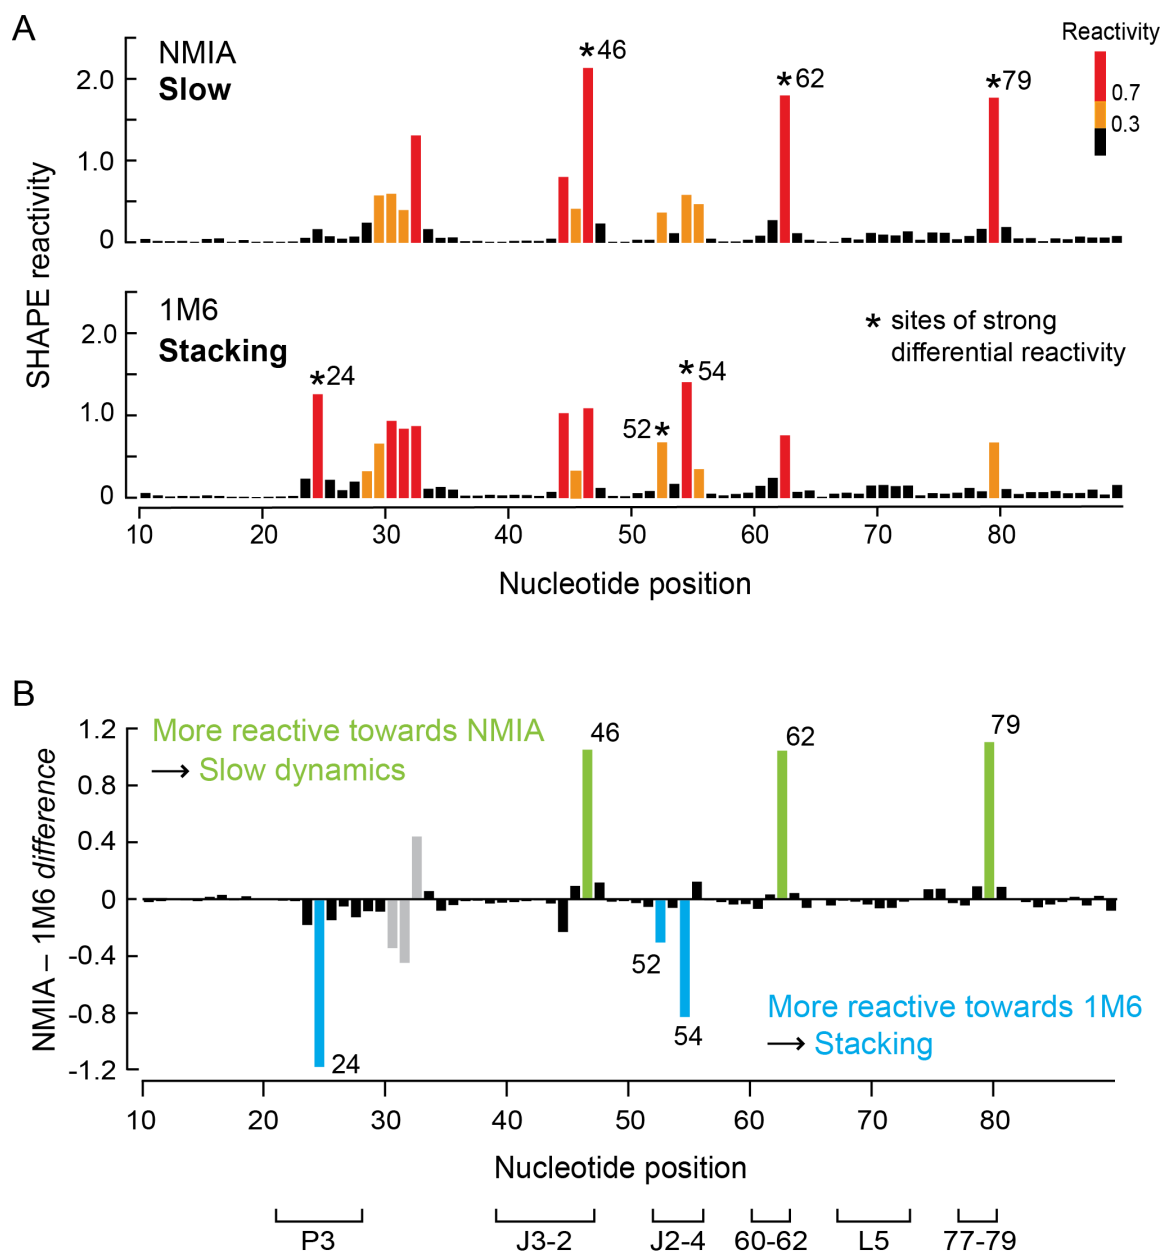 A
NMIA
Slow
2.0
1.0
0
*46
*62
*79
Reactivity
0.7
0.3
SHAPE reactivity
1M6
Stacking
2.0
1.0
0
*24
52*
*54
* sites of strong
differential reactivity
10 20 30 40 50 60 70 80
Nucleotide position
B
More reactive towards NMIA
→ Slow dynamics
1.2
0.8
0.4
0
-0.4
-0.8
-1.2
NMIA – 1M6 difference
46
62
79
52
54
24
More reactive towards 1M6
→ Stacking
10 20 30 40 50 60 70 80
Nucleotide position
P3 J3-2 J2-4 60-62 L5 77-79